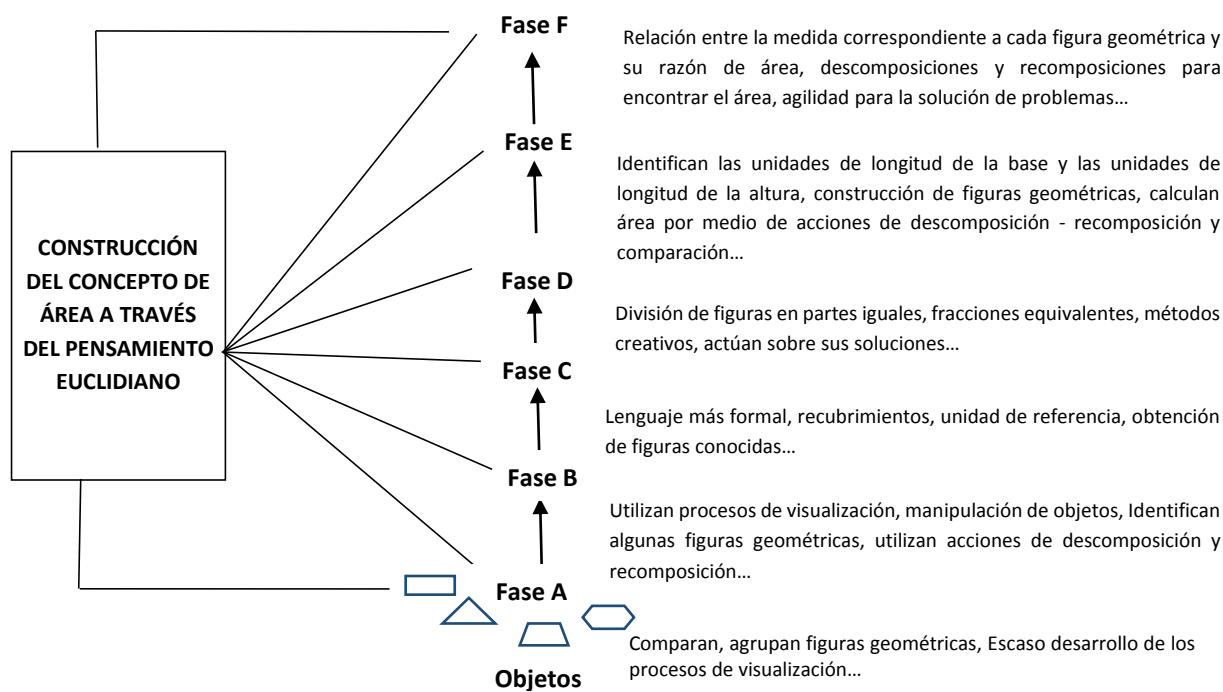 Fase F
Relación entre la medida correspondiente a cada figura geométrica y
su razón de área, descomposiciones y recomposiciones para
encontrar el área, agilidad para la solución de problemas…
Fase E
Identifican las unidades de longitud de la base y las unidades de
longitud de la altura, construcción de figuras geométricas, calculan
área por medio de acciones de descomposición - recomposición y
comparación…
CONSTRUCCIÓN
DEL CONCEPTO DE
ÁREA A TRAVÉS
DEL PENSAMIENTO
EUCLIDIANO
Fase D
División de figuras en partes iguales, fracciones equivalentes, métodos
creativos, actúan sobre sus soluciones…
Fase C
Lenguaje más formal, recubrimientos, unidad de referencia, obtención
de figuras conocidas…
Fase B
Utilizan procesos de visualización, manipulación de objetos, Identifican
algunas figuras geométricas, utilizan acciones de descomposición y
recomposición…
Fase A
Comparan, agrupan figuras geométricas, Escaso desarrollo de los
procesos de visualización…
Objetos